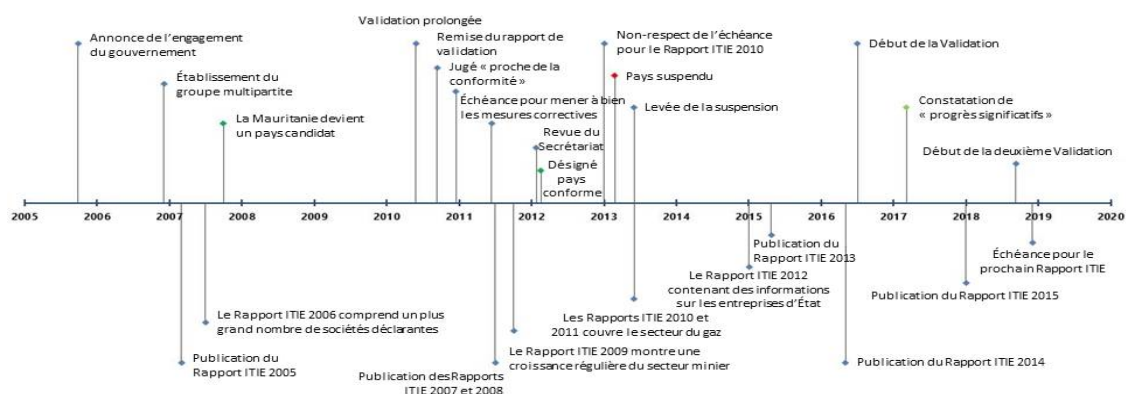 Annonce de l'engagement
du gouvernement
Établissement du
groupe multipartite
La Mauritanie devient
un pays candidat
Validation prolongée
Remise du rapport de
validation
Jugé « proche de la
conformité »
Échéance pour mener à bien
les mesures correctives
Revue du
Secrétariat
Désigné
pays
conforme
Non-respect de l'échéance
pour le Rapport ITIE 2010
Pays suspendu
Levée de la suspension
Début de la Validation
Constatation de
« progrès significatifs »
Début de la deuxième Validation
2005 2006 2007 2008 2009 2010 2011 2012 2013 2014 2015 2016 2017 2018 2019 2020
Le Rapport ITIE 2006 comprend un plus
grand nombre de sociétés déclarantes
Publication du
Rapport ITIE 2005
Publication des Rapports
ITIE 2007 et 2008
Le Rapport ITIE 2009 montre une
croissance régulière du secteur minier
Les Rapports ITIE 2010 et
2011 couvre le secteur du gaz
Le Rapport ITIE 2012
contenant des informations
sur les entreprises d'État
Publication du
Rapport ITIE 2013
Publication du Rapport ITIE 2014
Publication du Rapport ITIE 2015
Échéance pour le
prochain Rapport ITIE